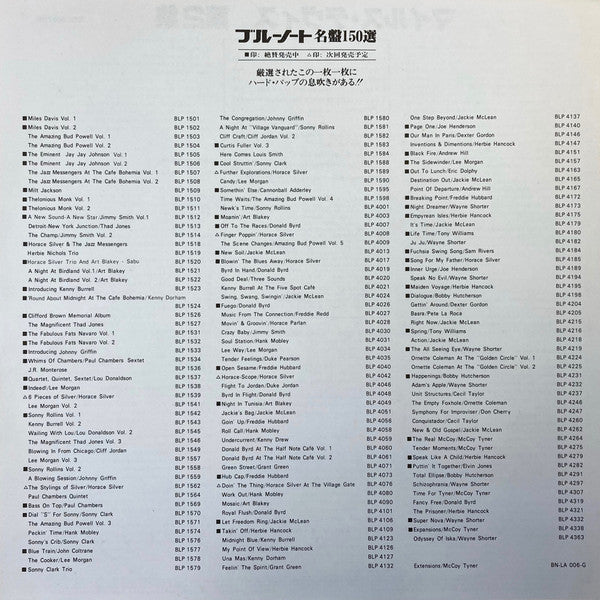 ブルーノート名盤150選
■印：絶賛発売中　△印：次回発売予定
厳選されたこの一枚一枚に
ハード・バップの息吹きがある!!
■Miles Davis Vol. 1 BLP 1501
■Miles Davis Vol. 2 BLP 1502
The Amazing Bud Powell Vol. 1 BLP 1503
The Amazing Bud Powell Vol. 2 BLP 1504
■The Eminent Jay Jay Johnson Vol. 1 BLP 1505
■The Eminent Jay Jay Johnson Vol. 2 BLP 1506
The Jazz Messengers At The Cafe Bohemia Vol. 1 BLP 1507
The Jazz Messengers At The Cafe Bohemia Vol. 2 BLP 1508
■Milt Jackson BLP 1509
■Thelonious Monk Vol. 1 BLP 1510
■Thelonious Monk Vol. 2 BLP 1511
■A New Sound-A New Star/Jimmy Smith Vol.1 BLP 1512
Detroit-New York Junction/Thad Jones BLP 1513
The Champ/Jimmy Smith Vol. 2 BLP 1514
■Horace Silver & The Jazz Messengers BLP 1518
Herbie Nichols Trio BLP 1519
■Horace Silver Trio And Art Blakey - Sabu BLP 1520
A Night At Birdland Vol.1/Art Blakey BLP 1521
A Night At Birdland Vol. 2/Art Blakey BLP 1522
■Introducing Kenny Burrell BLP 1523
■'Round About Midnight At The Cafe Bohemia/Kenny Dorham
BLP 1524
■Clifford Brown Memorial Album BLP 1526
The Magnificent Thad Jones BLP 1527
■The Fabulous Fats Navaro Vol. 1 BLP 1531
■The Fabulous Fats Navaro Vol. 2 BLP 1532
■Introducing Johnny Griffin BLP 1533
■Whims Of Chambers/Paul Chambers Sextet BLP 1534
J.R. Monterose BLP 1536
■Quartet, Quintet, Sextet/Lou Donaldson BLP 1537
■Indeed!/Lee Morgan BLP 1538
△6 Pieces of Silver/Horace Silver BLP 1539
Lee Morgan Vol. 2 BLP 1541
■Sonny Rollins Vol. 1 BLP 1542
Kenny Burrell Vol. 2 BLP 1543
Wailing With Lou/Lou Donaldson Vol. 2 BLP 1545
The Magnificent Thad Jones Vol. 3 BLP 1546
Blowing In From Chicago/Cliff Jordan BLP 1549
Lee Morgan Vol. 3 BLP 1557
■Sonny Rollins Vol. 2 BLP 1558
A Blowing Session/Johnny Griffin BLP 1559
△The Stylings Of Silver/Horace Silver BLP 1562
Paul Chambers Quintet BLP 1564
■Bass On Top/Paul Chambers BLP 1569
■Dial "S" For Sonny/Sonny Clark BLP 1570
The Amazing Bud Powell Vol. 3 BLP 1571
Peckin' Time/Hank Mobley BLP 1574
Sonny's Crib/Sonny Clark BLP 1576
■Blue Train/John Coltrane BLP 1577
The Cooker/Lee Morgan BLP 1578
■Sonny Clark Trio BLP 1579
The Congregation/Johnny Griffin BLP 1580
A Night At "Village Vanguard"/Sonny Rollins BLP 1581
Cliff Craft/Cliff Jordan Vol. 2 BLP 1582
■Curtis Fuller Vol. 3 BLP 1583
Here Comes Louis Smith BLP 1584
■Cool Struttin'/Sonny Clark BLP 1588
△Further Explorations/Horace Silver BLP 1589
■Candy/Lee Morgan BLP 1590
■Somethin' Else/Cannonball Adderley BLP 1595
Time Waits/The Amazing Bud Powell Vol. 4 BLP 1598
■Newk's Time/Sonny Rollins BLP 4001
■Moanin'/Art Blakey BLP 4003
■Off To The Races/Donald Byrd BLP 4007
△Finger Poppin'/Horace Silver BLP 4008
The Scene Changes/Amazing Bud Powell Vol. 5 BLP 4009
■New Soil/Jackie McLean BLP 4013
■Blowin' The Blues Away/Horace Silver BLP 4017
Byrd In Hand/Donald Byrd BLP 4019
Good Deal/Three Sounds BLP 4020
Kenny Burrell At The Five Spot Cafe BLP 4021
Swing, Swang, Swingin'/Jackie McLean BLP 4024
■Fuego/Donald Byrd BLP 4026
Music From The Connection/Freddie Redd BLP 4027
Movin' & Groovin'/Horace Parlan BLP 4028
Crazy Baby/Jimmy Smith
Soul Station/Hank Mobley BLP 4031
Lee Way/Lee Morgan BLP 4034
Tender Feelings/Duke Pearson BLP 4035
■Open Sesame/Freddie Hubbard BLP 4040
△Horace-Scope/Horace Silver BLP 4042
Flight To Jordan/Duke Jordan BLP 4046
Byrd In Flight/Donald Byrd BLP 4048
■Night In Tunisia/Art Blakey BLP 4049
Jackie's Bag/Jackie McLean
Goin' Up/Freddie Hubbard
Roll Call/Hank Mobley BLP 4058
Undercurrent/Kenny Drew BLP 4059
Donald Byrd At The Half Note Café Vol. 1 BLP 4060
Donald Byrd At The Half Note Café Vol. 2 BLP 4061
Green Street/Grant Green BLP 4071
■Hub Cap/Freddie Hubbard BLP 4073
△Doin' The Thing/Horace Silver At The Village Gate BLP 4076
Work Out/Hank Mobley BLP 4080
Mosaic/Art Blakey BLP 4090
Royal Flush/Donald Byrd BLP 4101
■Let Freedom Ring/Jackie McLean BLP 4106
■Takin' Off/Herbie Hancock BLP 4109
Midnight Blue/Kenny Burrell BLP 4123
My Point Of View/Herbie Hancock BLP 4126
Una Mas/Kenny Dorham BLP 4127
Feelin' The Spirit/Grant Green BLP 4132
One Step Beyond/Jackie McLean BLP 4137
■Page One/Joe Henderson BLP 4140
■Our Man In Paris/Dexter Gordon BLP 4146
Inventions & Dimentions/Herbie Hancock BLP 4147
■Black Fire/Andrew Hill BLP 4151
■The Sidewinder/Lee Morgan BLP 4157
■Out To Lunch/Eric Dolphy BLP 4163
Destination Out/Jackie McLean BLP 4165
Point Of Departure/Andrew Hill BLP 4167
■Breaking Point/Freddie Hubbard BLP 4172
Night Dreamer/Wayne Shorter BLP 4173
■Empyrean Isles/Herbie Hancock BLP 4175
It's Time/Jackie McLean BLP 4179
■Life Time/Tony Williams BLP 4180
Ju Ju/Wayne Shorter BLP 4182
■Fuchsia Swing Song/Sam Rivers BLP 4184
■Song For My Father/Horace Silver BLP 4185
■Inner Urge/Joe Henderson BLP 4189
Speak No Evil/Wayne Shorter BLP 4194
■Maiden Voyage/Herbie Hancock BLP 4195
■Dialogue/Bobby Hutcherson BLP 4198
Gettin' Around/Dexter Gordon BLP 4204
Basra/Pete La Roca BLP 4205
Right Now/Jackie McLean BLP 4215
■Spring/Tony Williams BLP 4216
Action/Jackie McLean BLP 4218
■The All Seeing Eye/Wayne Shorter BLP 4219
Ornette Coleman At The "Golden Circle" Vol. 1 BLP 4224
Ornette Coleman At The "Golden Circle" Vol. 2 BLP 4225
■Happenings/Bobby Hutcherson BLP 4231
Adam's Apple/Wayne Shorter BLP 4232
Unit Structures/Cecil Taylor BLP 4237
The Empty Foxhole/Ornette Coleman BLP 4246
Symphony For Improviser/Don Cherry BLP 4247
Conquistador/Cecil Taylor BLP 4260
New & Old Gospel/Jackie McLean BLP 4262
■The Real McCoy/McCoy Tyner BLP 4264
Tender Moments/McCoy Tyner BLP 4275
■Speak Like A Child/Herbie Hancock BLP 4279
■Puttin' It Together/Elvin Jones BLP 4282
Total Eclipse/Bobby Hutcherson BLP 4291
Schizophrenia/Wayne Shorter BLP 4297
Time For Tyner/McCoy Tyner BLP 4307
Fancy Free/Donald Byrd BLP 4319
The Prisoner/Herbie Hancock BLP 4321
■Super Nova/Wayne Shorter BLP 4332
■Expansions/McCoy Tyner BLP 4338
Odyssey Of Iska/Wayne Shorter BLP 4363
Extensions/McCoy Tyner BN-LA 006-G